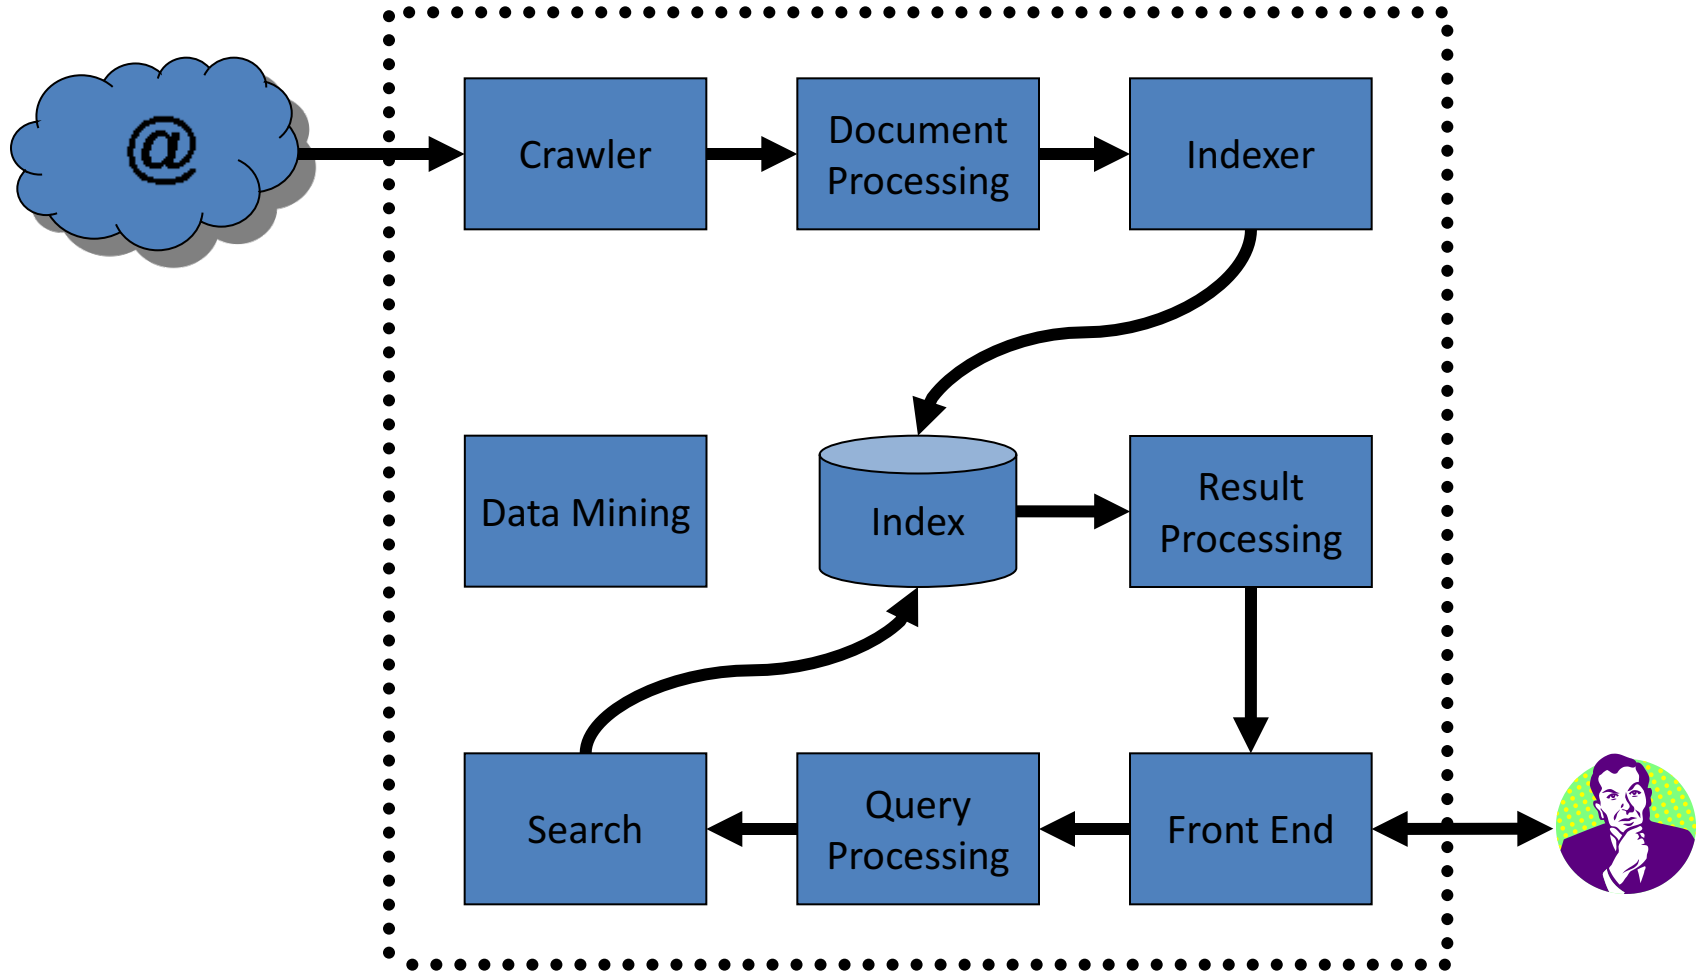 @
Crawler
Document
Processing
Indexer
Data Mining
Index
Result
Processing
Search
Query
Processing
Front End